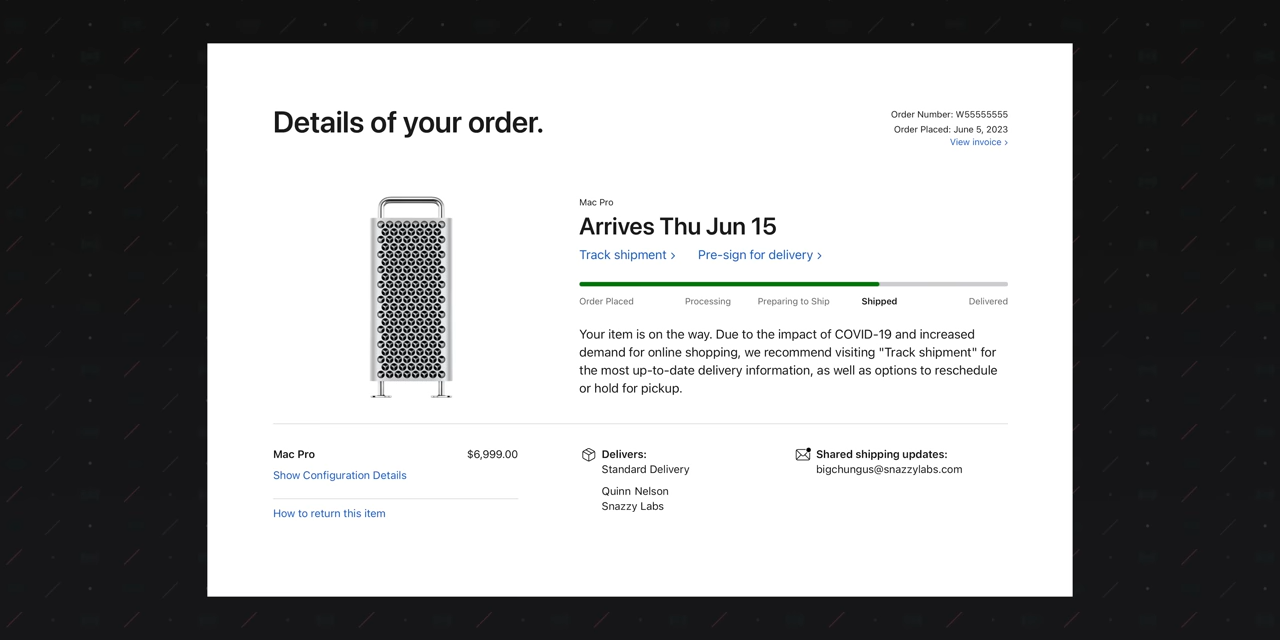 Details of your order.
Order Number: W55555555
Order Placed: June 5, 2023
View invoice ›
Mac Pro
Arrives Thu Jun 15
Track shipment › Pre-sign for delivery ›
Order Placed Processing Preparing to Ship Shipped Delivered
Your item is on the way. Due to the impact of COVID-19 and increased
demand for online shopping, we recommend visiting "Track shipment" for
the most up-to-date delivery information, as well as options to reschedule
or hold for pickup.
Mac Pro $6,999.00
Show Configuration Details
How to return this item
Delivers:
Standard Delivery
Quinn Nelson
Snazzy Labs
Shared shipping updates:
bigchungus@snazzylabs.com